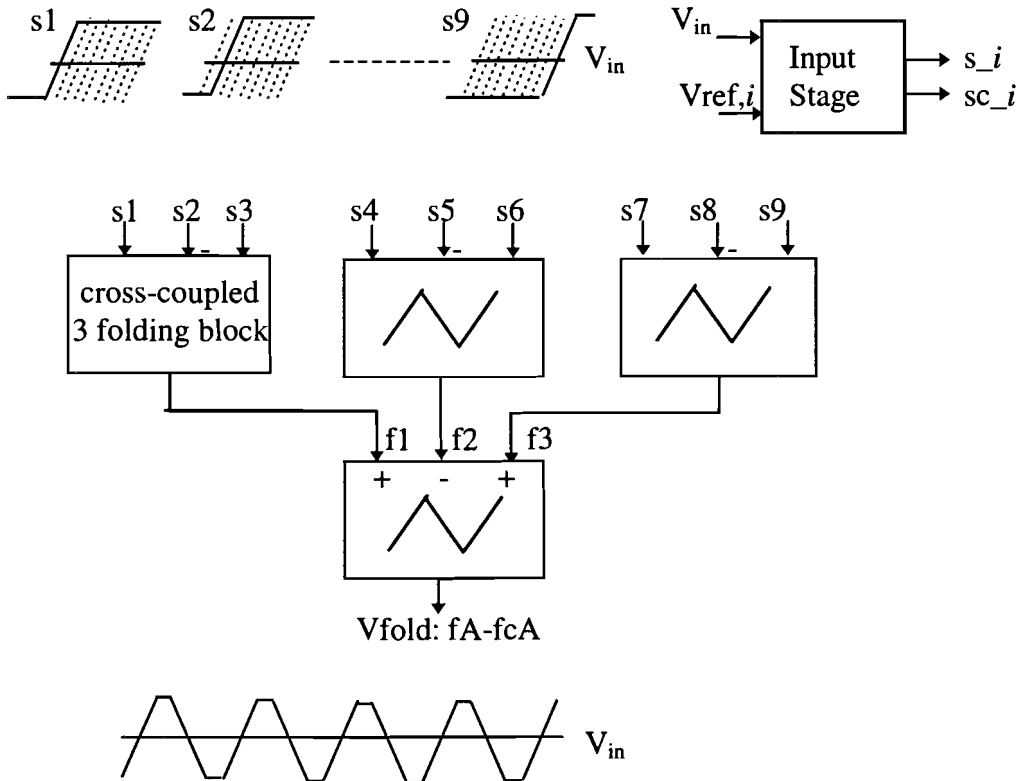 s1 s2 s9 V_in
V_in
Vref,i
Input
Stage
s_i
sc_i
s1 s2 s3 s4 s5 s6 s7 s8 s9
- - -
cross-coupled
3 folding block
f1 f2 f3
+ - +
Vfold: fA-fcA
V_in